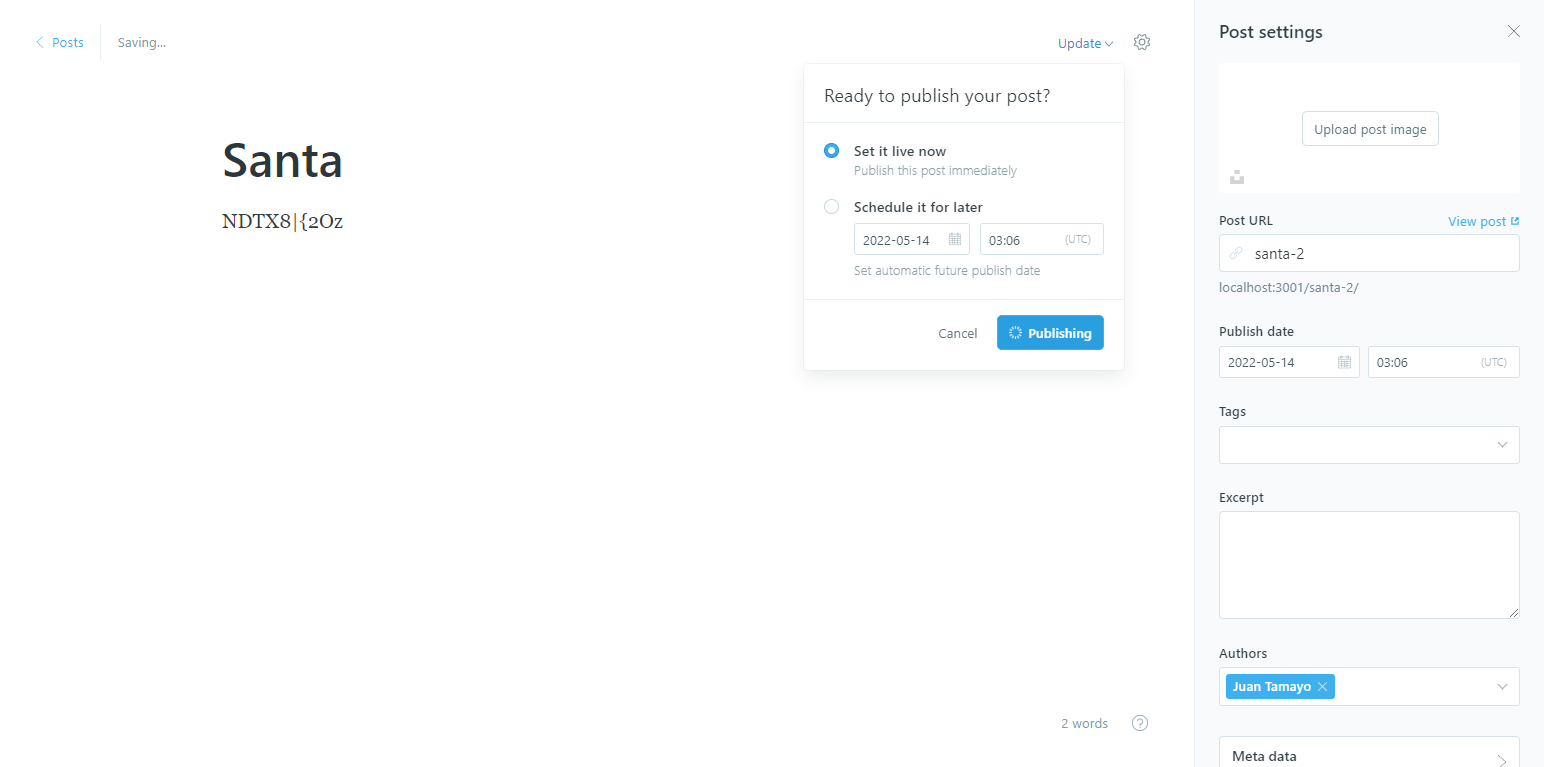 Posts
Saving...
Update
Ready to publish your post?
Set it live now
Publish this post immediately
Schedule it for later
2022-05-14
03:06 (UTC)
Set automatic future publish date
Cancel
Publishing
Santa
NDTX8|{2Oz
2 words
Post settings
Upload post image
Post URL
View post
santa-2
localhost:3001/santa-2/
Publish date
2022-05-14
03:06 (UTC)
Tags
Excerpt
Authors
Juan Tamayo
Meta data